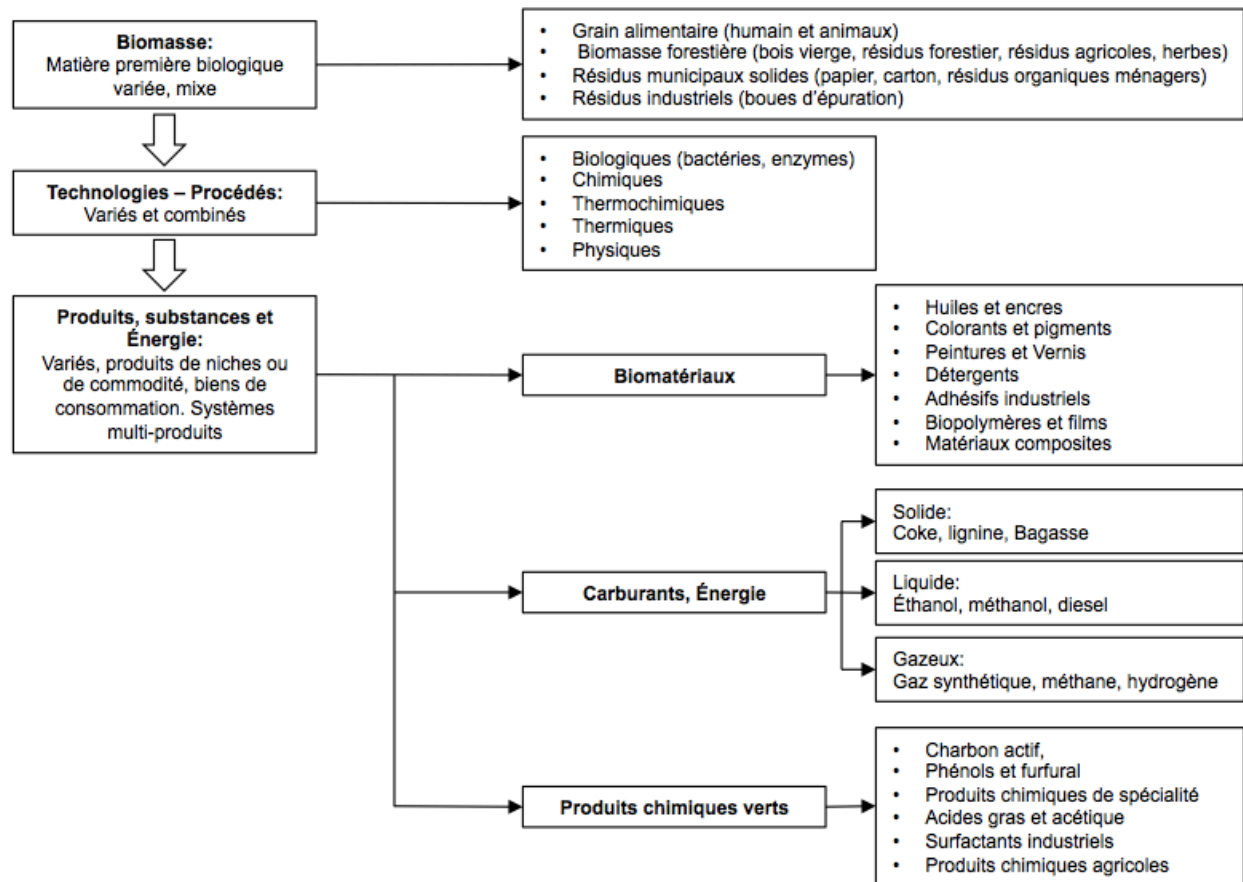 Biomasse:
Matière première biologique
variée, mixe
• Grain alimentaire (humain et animaux)
• Biomasse forestière (bois vierge, résidus forestier, résidus agricoles, herbes)
• Résidus municipaux solides (papier, carton, résidus organiques ménagers)
• Résidus industriels (boues d'épuration)
Technologies – Procédés:
Variés et combinés
• Biologiques (bactéries, enzymes)
• Chimiques
• Thermochimiques
• Thermiques
• Physiques
Produits, substances et
Énergie:
Variés, produits de niches ou
de commodité, biens de
consommation. Systèmes
multi-produits
Biomatériaux
• Huiles et encres
• Colorants et pigments
• Peintures et Vernis
• Détergents
• Adhésifs industriels
• Biopolymères et films
• Matériaux composites
Carburants, Énergie
Solide:
Coke, lignine, Bagasse
Liquide:
Éthanol, méthanol, diesel
Gazeux:
Gaz synthétique, méthane, hydrogène
Produits chimiques verts
• Charbon actif,
• Phénols et furfural
• Produits chimiques de spécialité
• Acides gras et acétique
• Surfactants industriels
• Produits chimiques agricoles